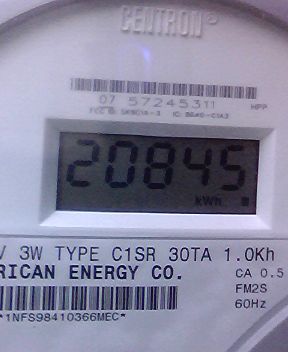 CENTRON®
07 57245311 HPP
20845
kWh
V 3W TYPE C1SR 30TA 1.0Kh
RICAN ENERGY CO. CA 0.5
FM2S
*1NFS98410366MEC* 60Hz